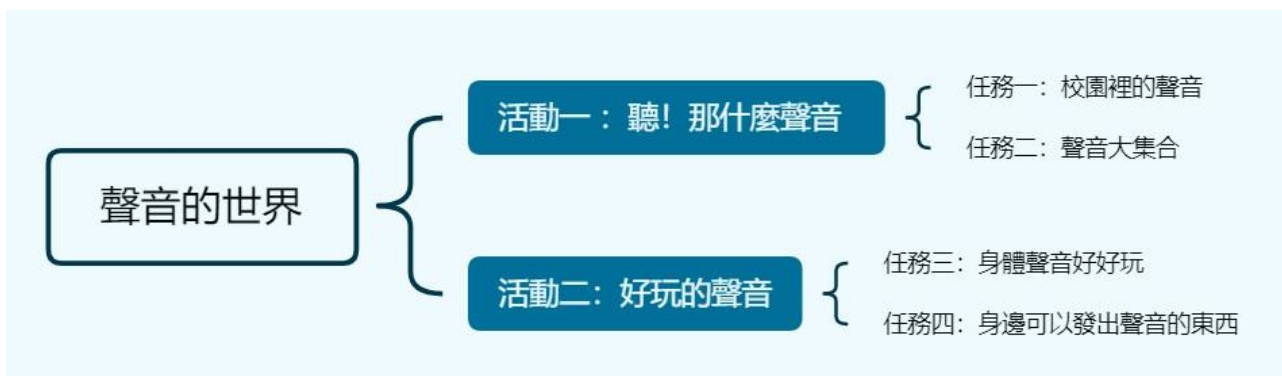 聲音的世界
活動一：聽！那什麼聲音
任務一：校園裡的聲音
任務二：聲音大集合
活動二：好玩的聲音
任務三：身體聲音好好玩
任務四：身邊可以發出聲音的東西